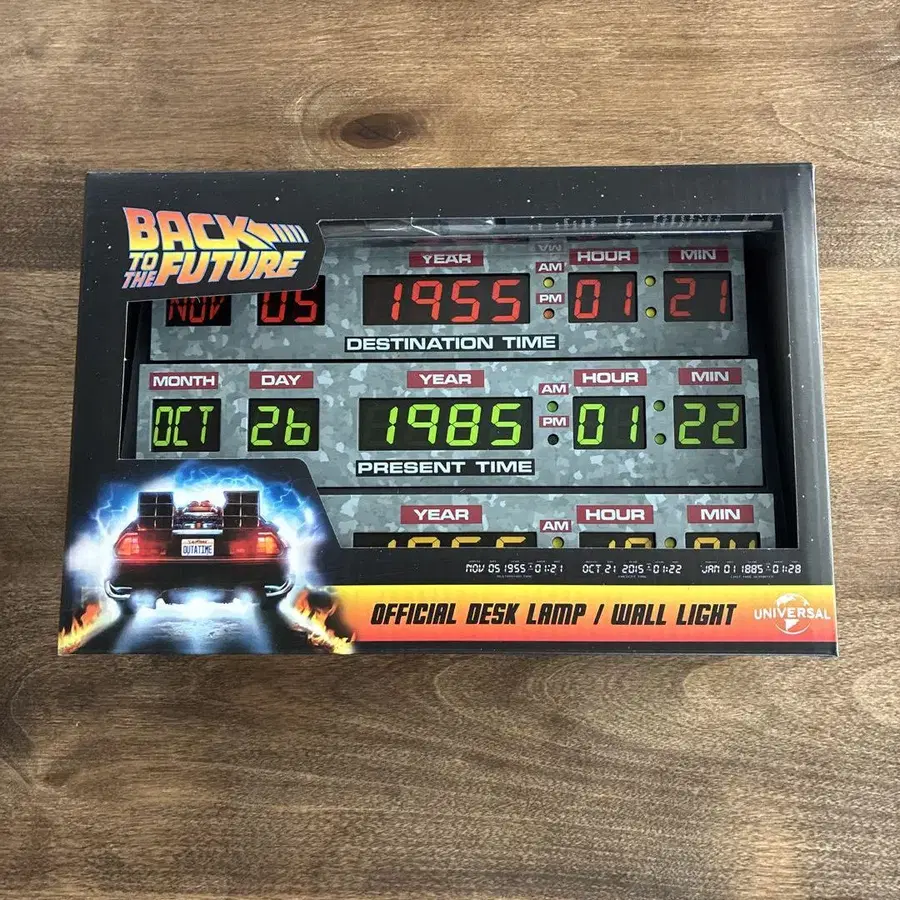 BACK
TO THE FUTURE
YEAR HOUR MIN
AM
NOV 05 1955 PM 01 21
DESTINATION TIME
MONTH DAY YEAR AM HOUR MIN
OCT 26 1985 PM 01 22
PRESENT TIME
YEAR AM HOUR MIN
1955
NOV 05 1955 01:21 OCT 21 2015 01:22 JAN 01 1885 01:28
OUTATIME
OFFICIAL DESK LAMP / WALL LIGHT
UNIVERSAL